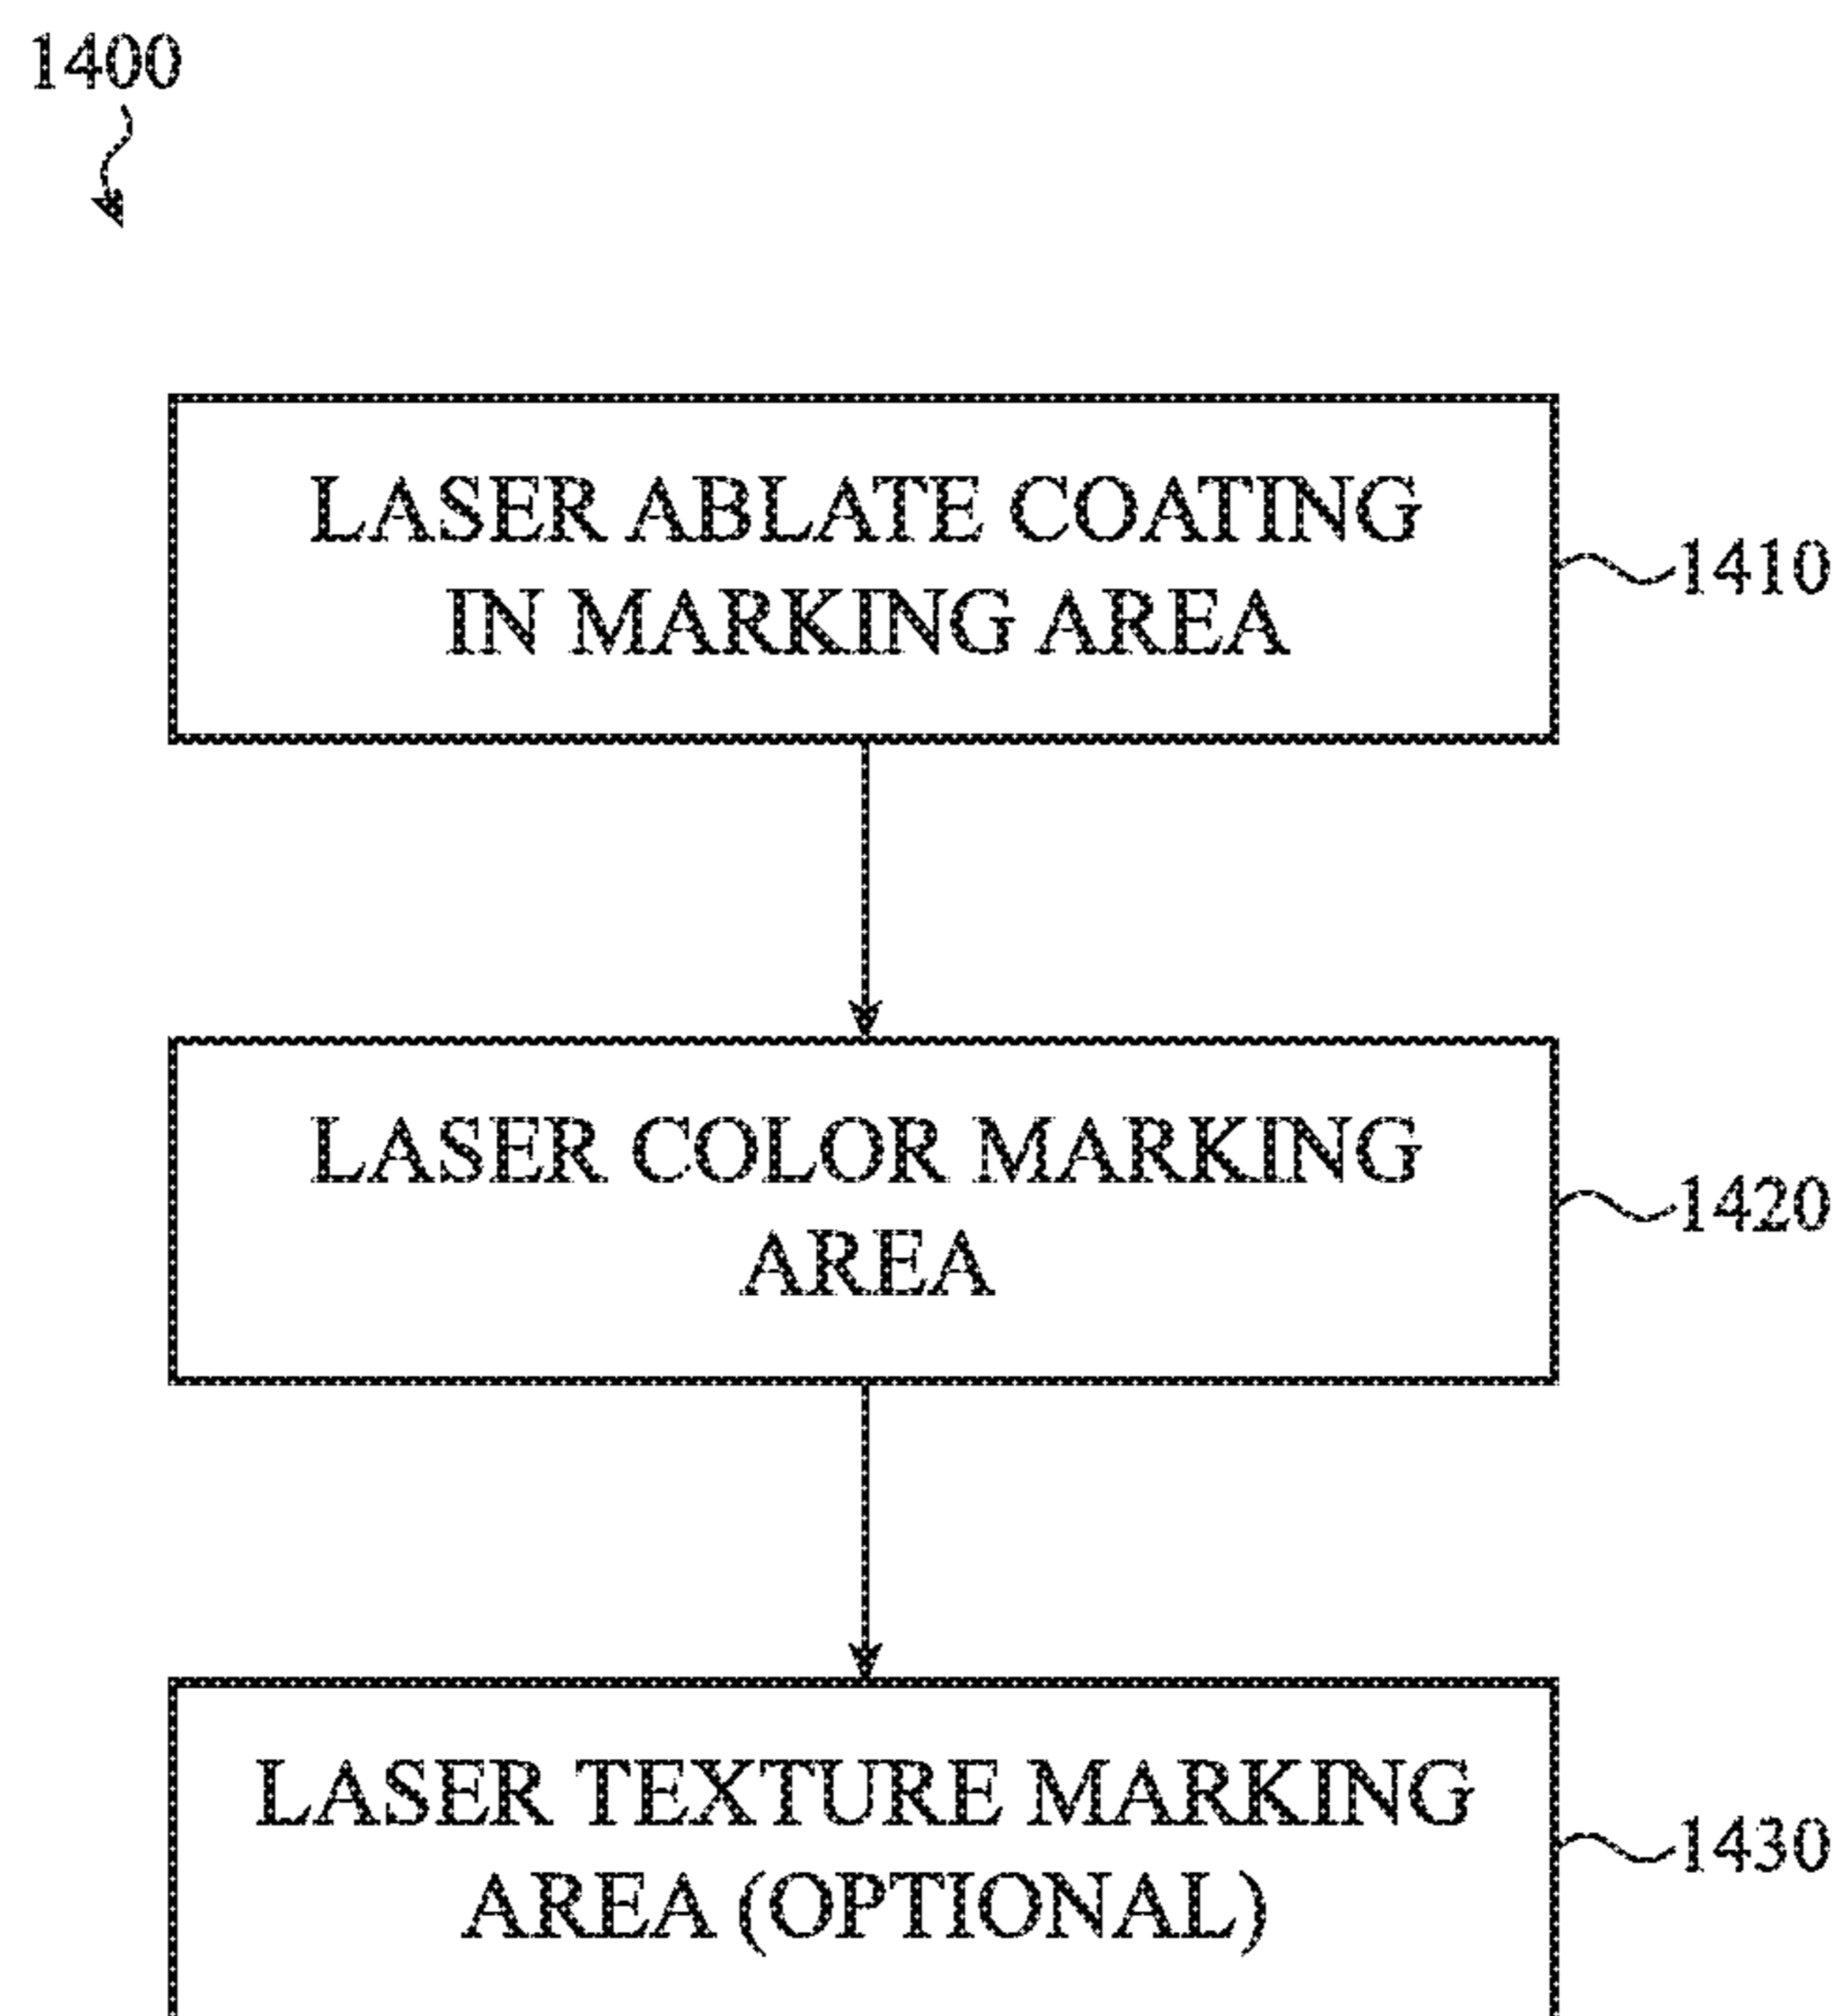 1400
LASER ABLATE COATING
IN MARKING AREA
1410
LASER COLOR MARKING
AREA
1420
LASER TEXTURE MARKING
AREA (OPTIONAL)
1430